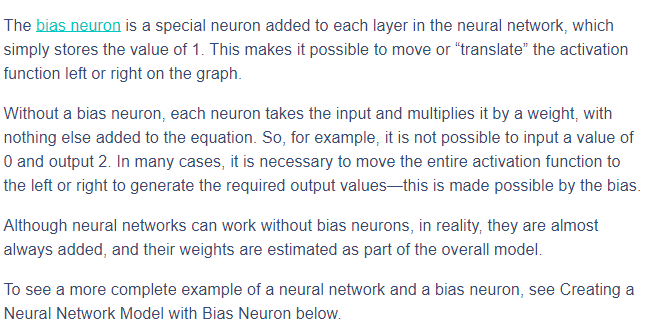 The bias neuron is a special neuron added to each layer in the neural network, which
simply stores the value of 1. This makes it possible to move or “translate” the activation
function left or right on the graph.
Without a bias neuron, each neuron takes the input and multiplies it by a weight, with
nothing else added to the equation. So, for example, it is not possible to input a value of
0 and output 2. In many cases, it is necessary to move the entire activation function to
the left or right to generate the required output values—this is made possible by the bias.
Although neural networks can work without bias neurons, in reality, they are almost
always added, and their weights are estimated as part of the overall model.
To see a more complete example of a neural network and a bias neuron, see Creating a
Neural Network Model with Bias Neuron below.